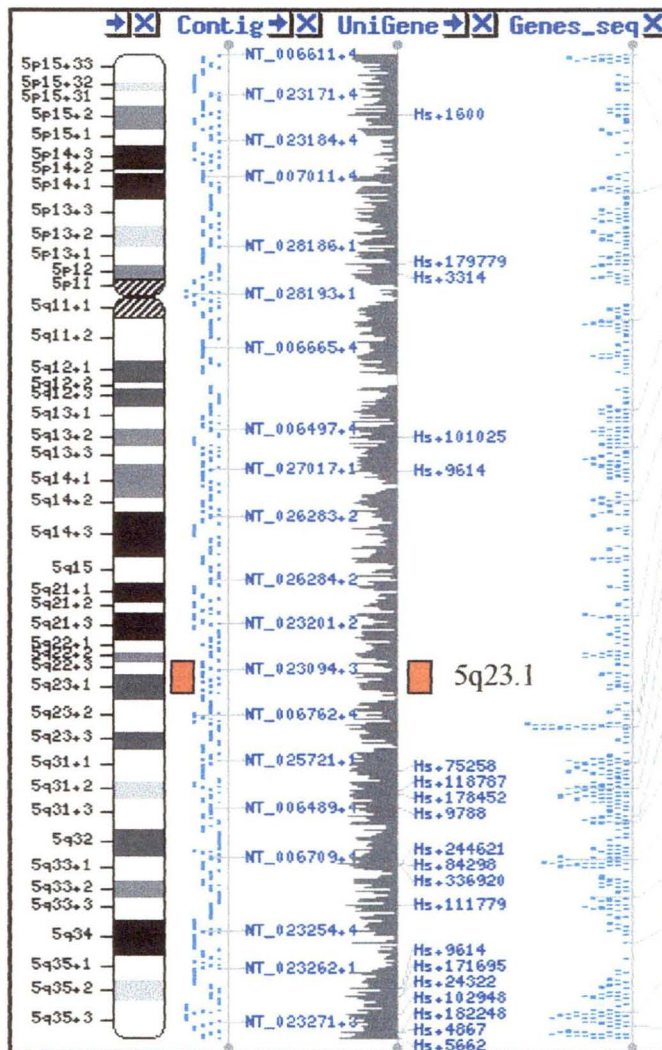 Contig UniGene Genes_seq
5p15+33
5p15+32
5p15+31
5p15+2
5p15+1
5p14+3
5p14+2
5p14+1
5p13+3
5p13+2
5p13+1
5p12
5p11
5q11+1
5q11+2
5q12+1
5q12+2
5q12+3
5q13+1
5q13+2
5q13+3
5q14+1
5q14+2
5q14+3
5q15
5q21+1
5q21+2
5q21+3
5q22+1
5q22+2
5q22+3
5q23+1
5q23+2
5q23+3
5q31+1
5q31+2
5q31+3
5q32
5q33+1
5q33+2
5q33+3
5q34
5q35+1
5q35+2
5q35+3
NT_006611+4
NT_023171+4
NT_023184+4
NT_007011+4
NT_028186+1
NT_028193+1
NT_006665+4
NT_006497+4
NT_027017+1
NT_026283+2
NT_026284+2
NT_023201+2
NT_023094+3
NT_006762+4
NT_025721+1
NT_006489+4
NT_006709+4
NT_023254+4
NT_023262+1
NT_023271+3
Hs+1600
Hs+179779
Hs+3314
Hs+101025
Hs+9614
5q23.1
Hs+75258
Hs+118787
Hs+178452
Hs+9788
Hs+244621
Hs+84298
Hs+336920
Hs+111779
Hs+9614
Hs+171695
Hs+24322
Hs+102948
Hs+182248
Hs+4867
Hs+5662